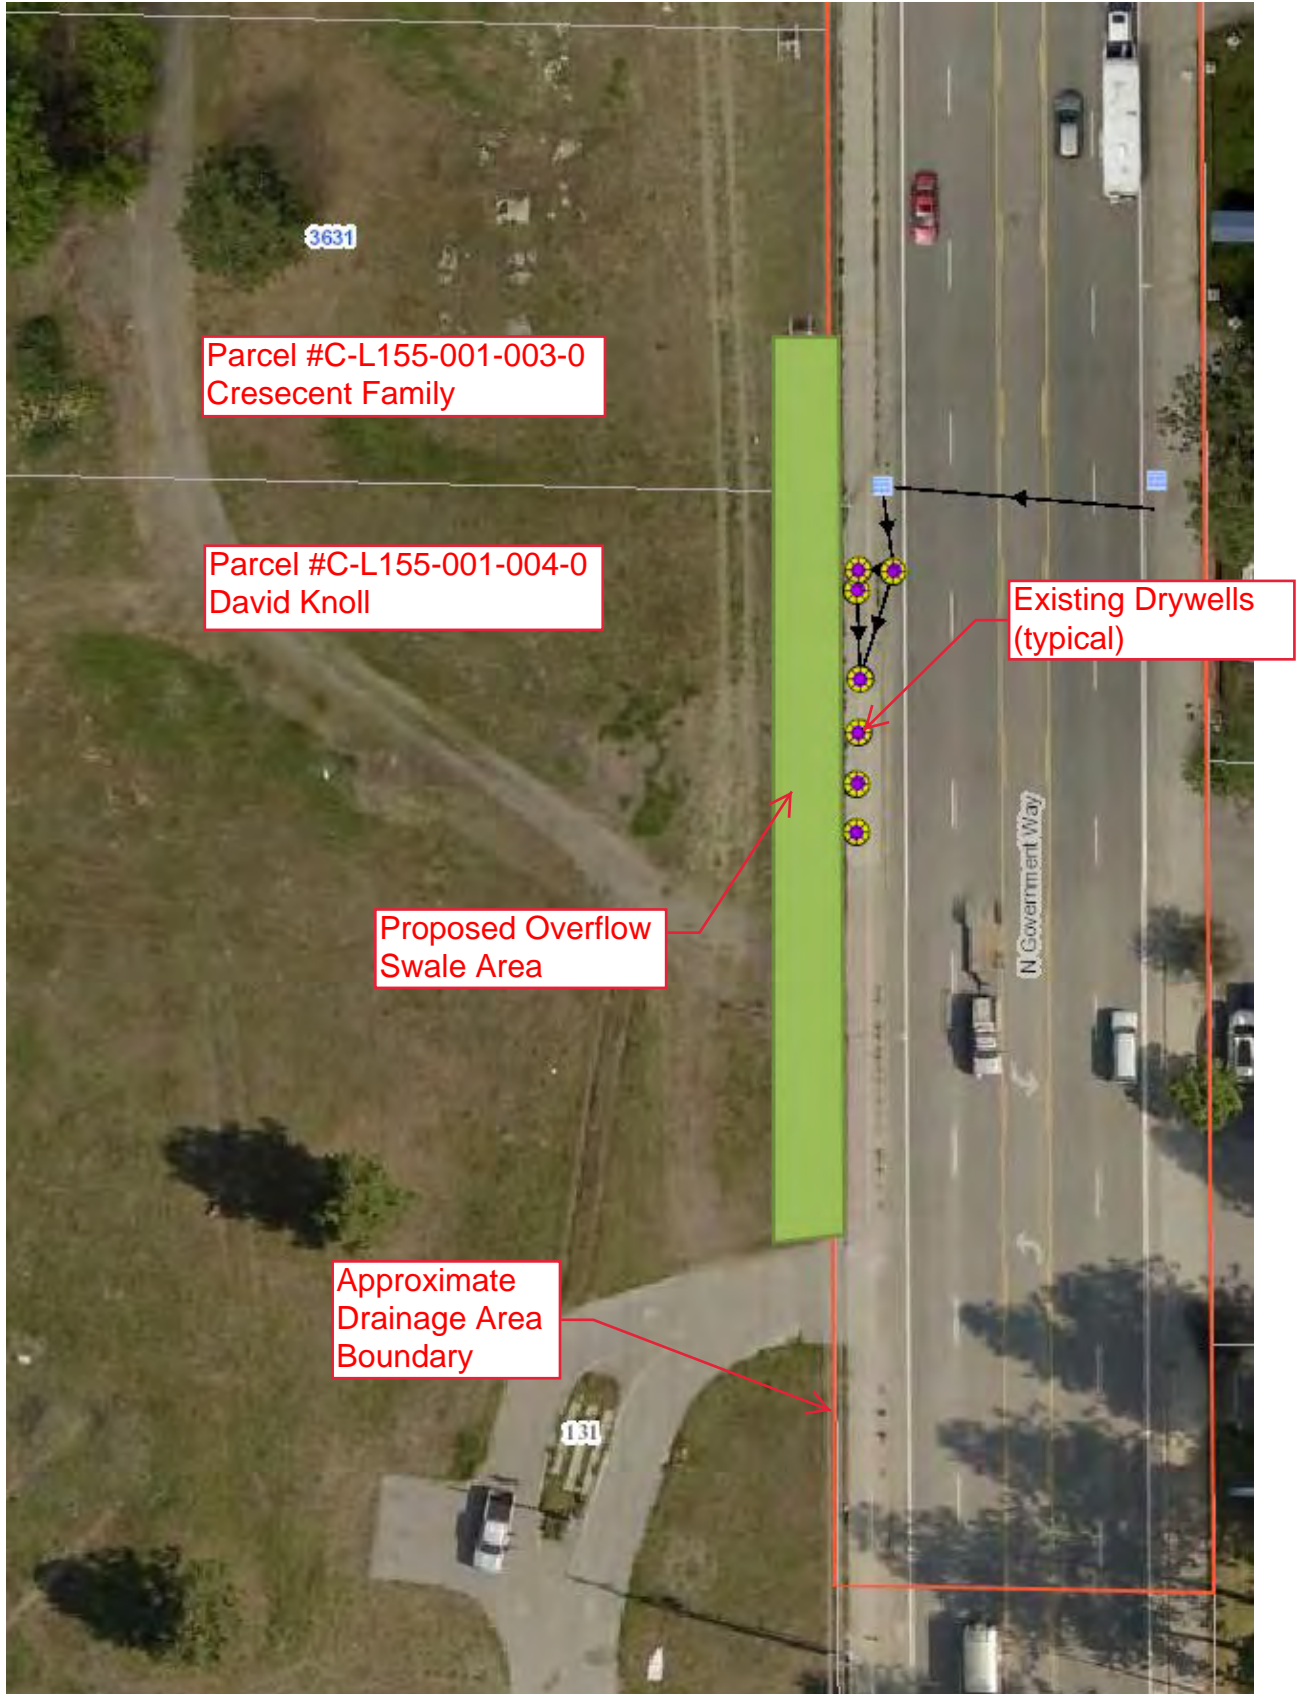 3631
Parcel #C-L155-001-003-0
Cresecent Family
Parcel #C-L155-001-004-0
David Knoll
Existing Drywells
(typical)
N Government Way
Proposed Overflow
Swale Area
Approximate
Drainage Area
Boundary
131